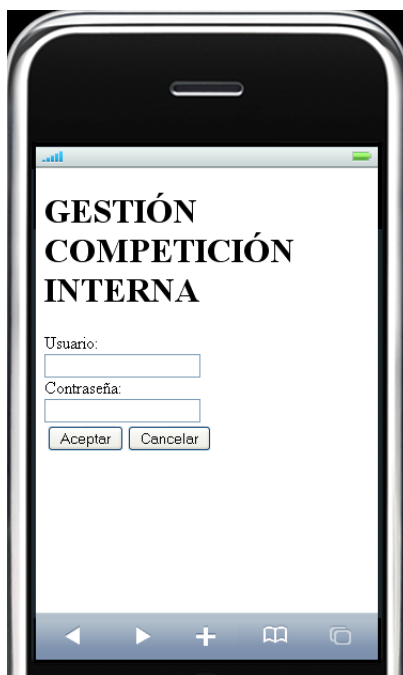 GESTIÓN
COMPETICIÓN
INTERNA
Usuario:
Contraseña:
Aceptar Cancelar